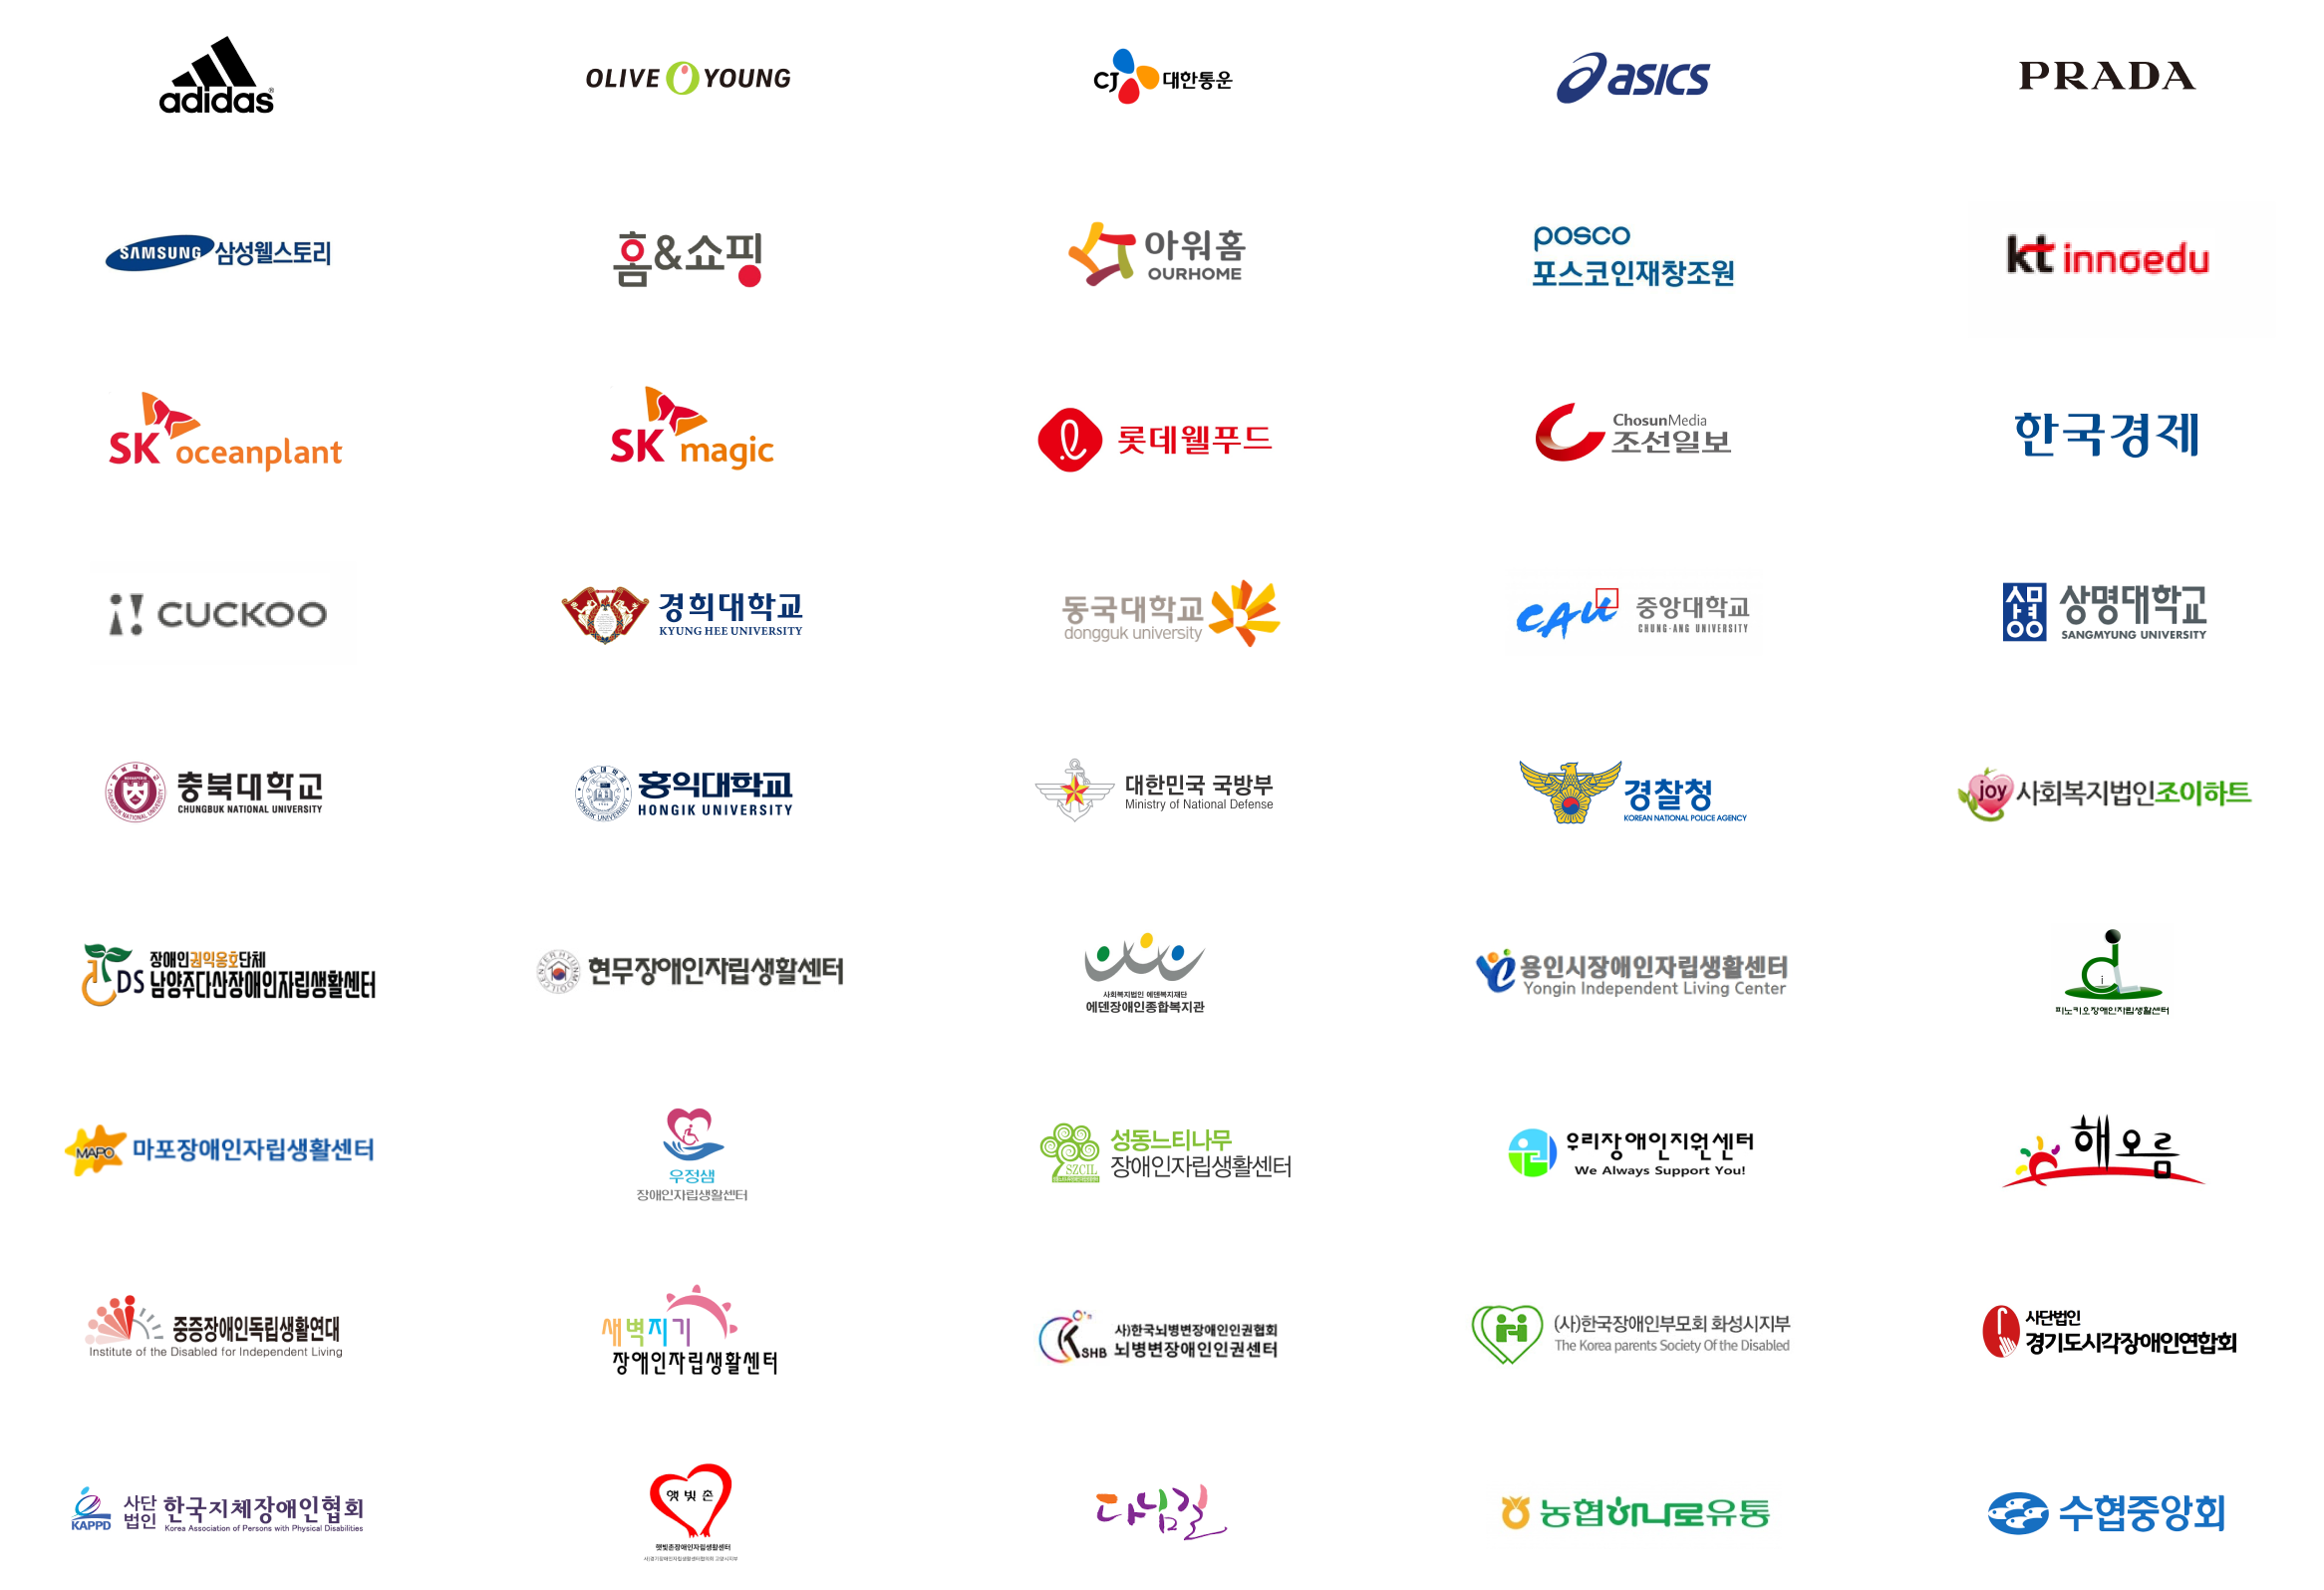 adidas
OLIVE YOUNG
CJ 대한통운
asics
PRADA
SAMSUNG 삼성웰스토리
홈&쇼핑
아워홈
OURHOME
posco
포스코인재창조원
kt innoedu
SK oceanplant
SK magic
롯데웰푸드
ChosunMedia
조선일보
한국경제
CUCKOO
경희대학교
KYUNG HEE UNIVERSITY
동국대학교
dongguk university
CAU 중앙대학교
CHUNG-ANG UNIVERSITY
상명 상명대학교
SANGMYUNG UNIVERSITY
충북대학교
CHUNGBUK NATIONAL UNIVERSITY
홍익대학교
HONGIK UNIVERSITY
대한민국 국방부
Ministry of National Defense
경찰청
KOREAN NATIONAL POLICE AGENCY
joy 사회복지법인조이하트
장애인권익옹호단체
DS 남양주다산장애인자립생활센터
현무장애인자립생활센터
사회복지법인 에덴복지재단
에덴장애인종합복지관
용인시장애인자립생활센터
Yongin Independent Living Center
피노키오장애인자립생활센터
MAPO 마포장애인자립생활센터
우정샘
장애인자립생활센터
성동느티나무
SZCIL 장애인자립생활센터
우리장애인지원센터
We Always Support You!
해오름
중증장애인독립생활연대
Institute of the Disabled for Independent Living
새벽지기
장애인자립생활센터
사)한국뇌병변장애인인권협회
KSHB 뇌병변장애인인권센터
(사)한국장애인부모회 화성시지부
The Korea parents Society Of the Disabled
사단법인
경기도시각장애인연합회
KAPPD 사단법인 한국지체장애인협회
Korea Association of Persons with Physical Disabilities
햇빛촌
햇빛촌장애인자립생활센터
다님길
농협하나로유통
수협중앙회